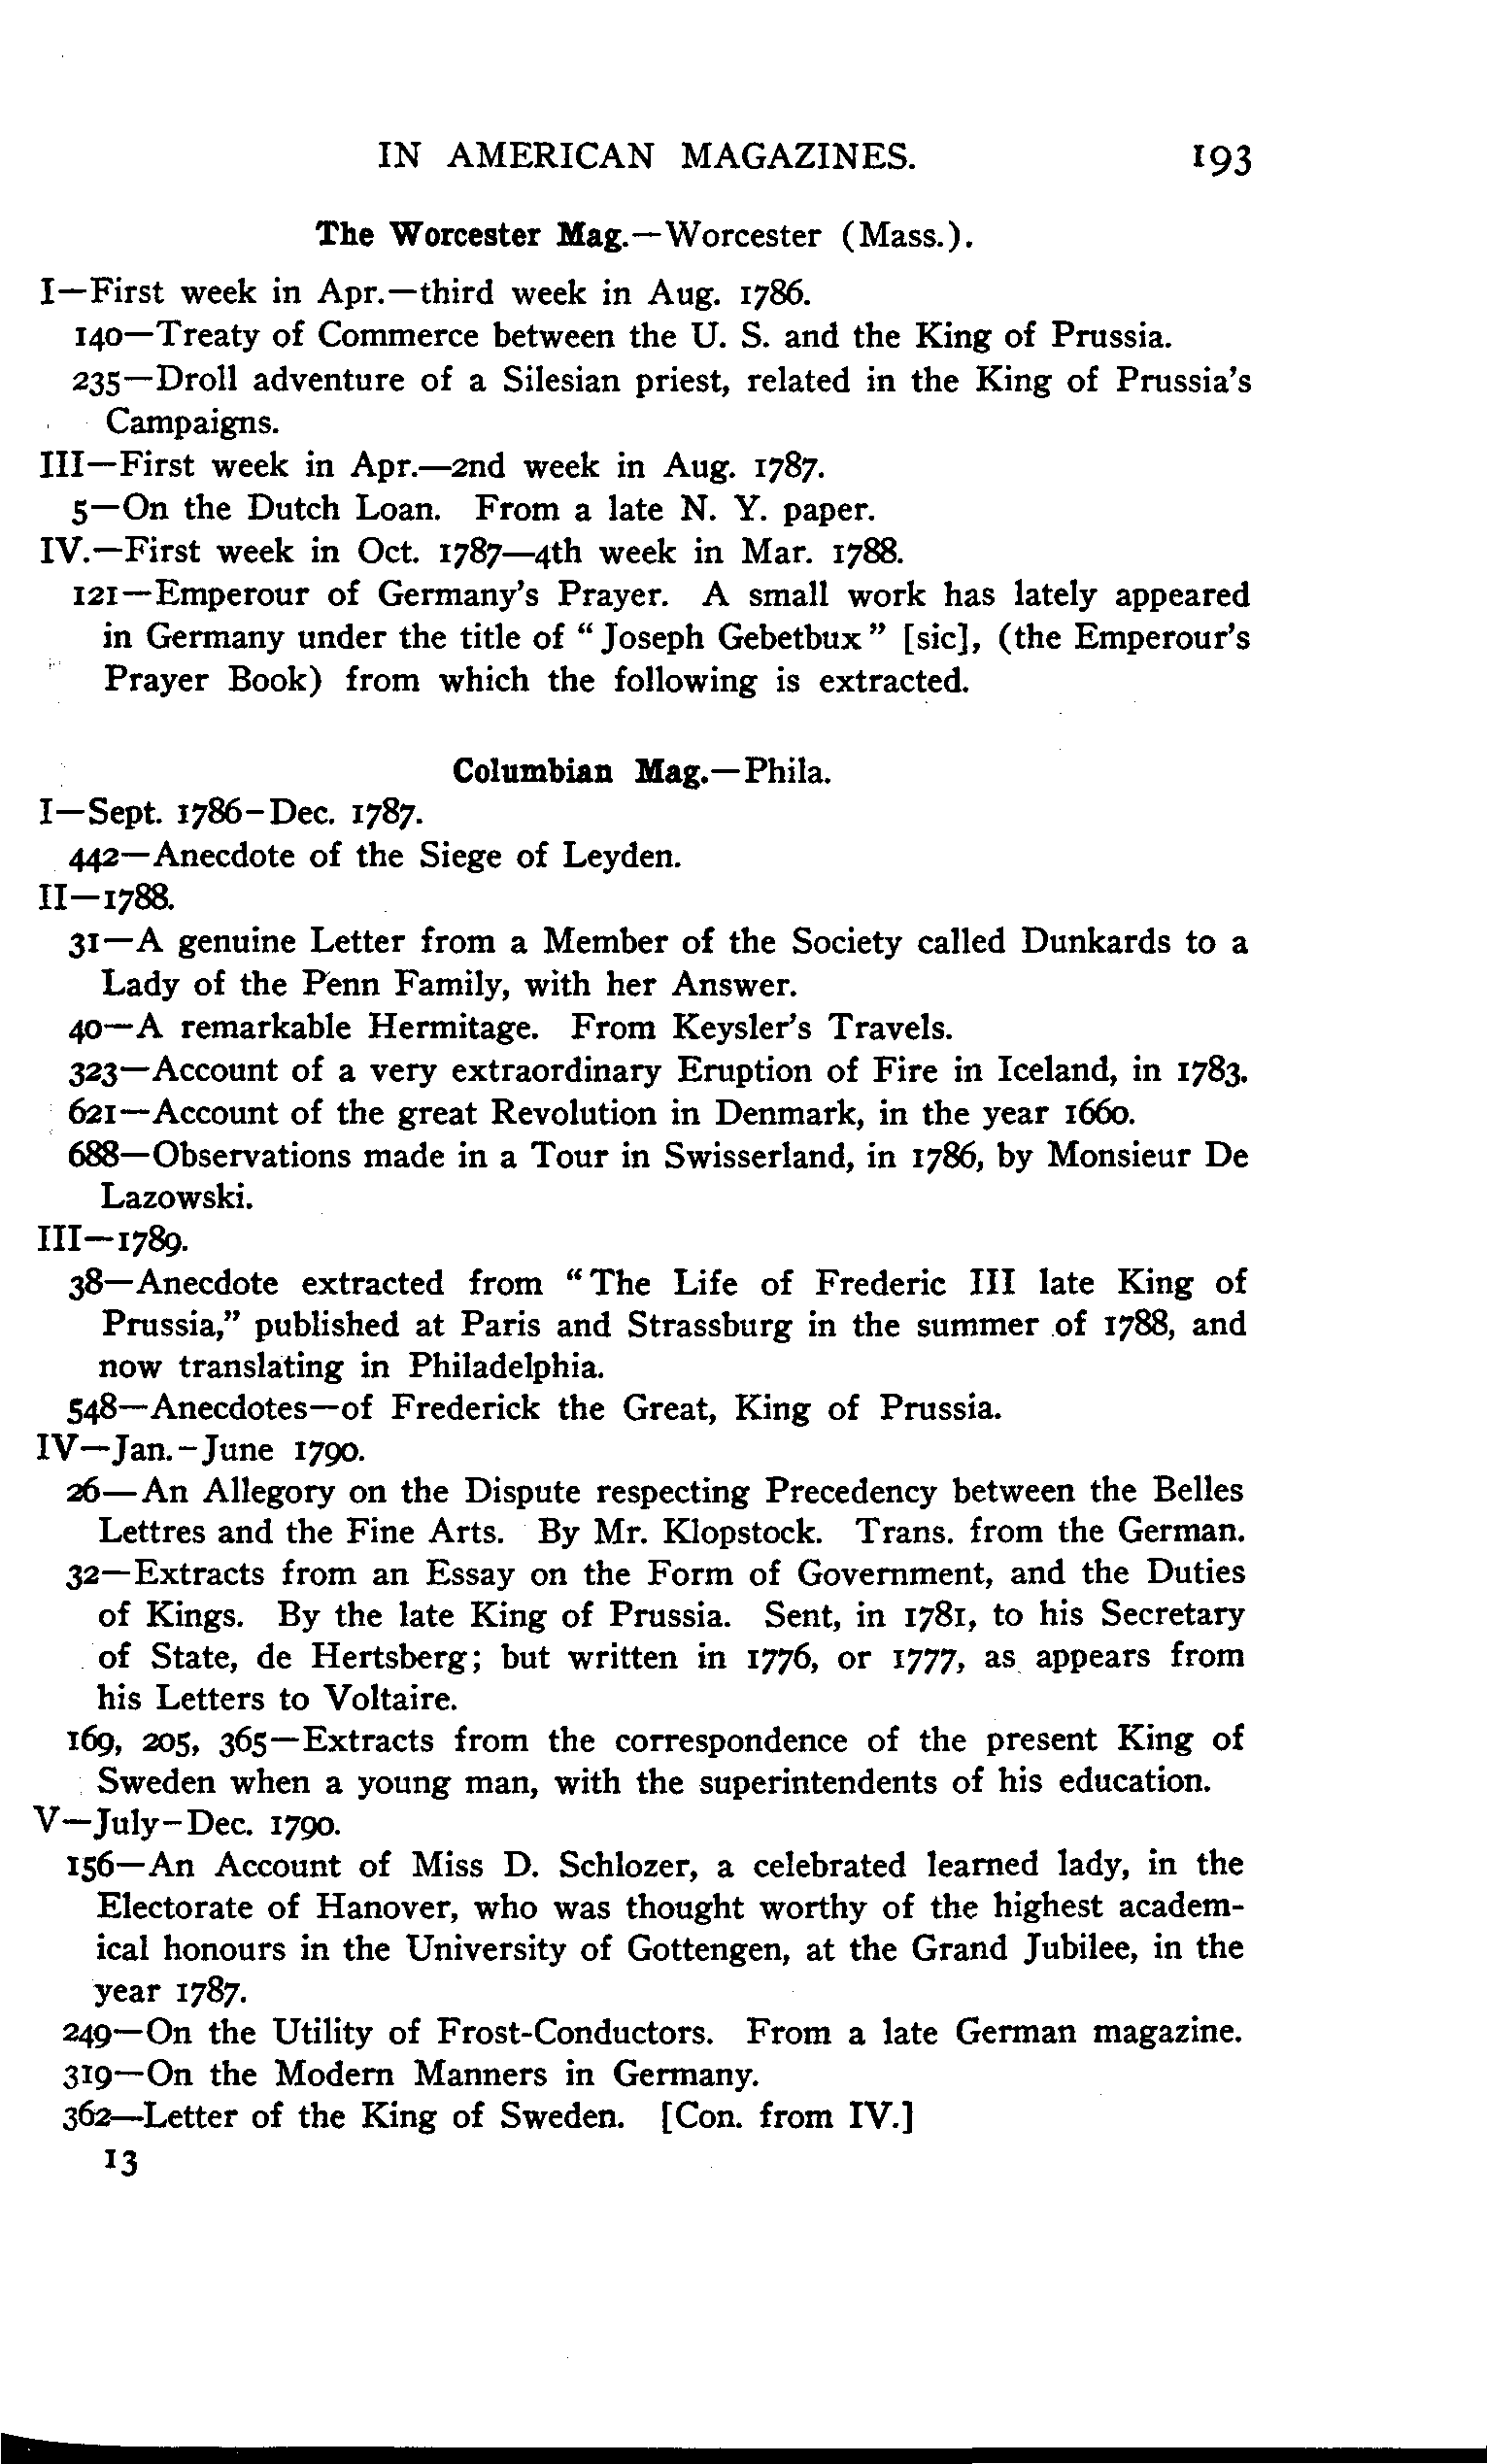 IN AMERICAN MAGAZINES. 193
The Worcester Mag.—Worcester (Mass.).
I—First week in Apr.—third week in Aug. 1786.
140—Treaty of Commerce between the U. S. and the King of Prussia.
235—Droll adventure of a Silesian priest, related in the King of Prussia's
Campaigns.
III—First week in Apr.—2nd week in Aug. 1787.
5—On the Dutch Loan. From a late N. Y. paper.
IV.—First week in Oct. 1787—4th week in Mar. 1788.
121—Emperour of Germany's Prayer. A small work has lately appeared
in Germany under the title of "Joseph Gebetbux" [sic], (the Emperour's
Prayer Book) from which the following is extracted.
Columbian Mag.—Phila.
I—Sept. 1786-Dec. 1787.
442—Anecdote of the Siege of Leyden.
II—1788.
31—A genuine Letter from a Member of the Society called Dunkards to a
Lady of the Penn Family, with her Answer.
40—A remarkable Hermitage. From Keysler's Travels.
323—Account of a very extraordinary Eruption of Fire in Iceland, in 1783.
621—Account of the great Revolution in Denmark, in the year 1660.
688—Observations made in a Tour in Swisserland, in 1786, by Monsieur De
Lazowski.
III—1789.
38—Anecdote extracted from "The Life of Frederic III late King of
Prussia," published at Paris and Strassburg in the summer of 1788, and
now translating in Philadelphia.
548—Anecdotes—of Frederick the Great, King of Prussia.
IV—Jan.-June 1790.
26—An Allegory on the Dispute respecting Precedency between the Belles
Lettres and the Fine Arts. By Mr. Klopstock. Trans. from the German.
32—Extracts from an Essay on the Form of Government, and the Duties
of Kings. By the late King of Prussia. Sent, in 1781, to his Secretary
of State, de Hertsberg; but written in 1776, or 1777, as appears from
his Letters to Voltaire.
169, 205, 365—Extracts from the correspondence of the present King of
Sweden when a young man, with the superintendents of his education.
V—July-Dec. 1790.
156—An Account of Miss D. Schlozer, a celebrated learned lady, in the
Electorate of Hanover, who was thought worthy of the highest academ-
ical honours in the University of Gottengen, at the Grand Jubilee, in the
year 1787.
249—On the Utility of Frost-Conductors. From a late German magazine.
319—On the Modern Manners in Germany.
362—Letter of the King of Sweden. [Con. from IV.]
13